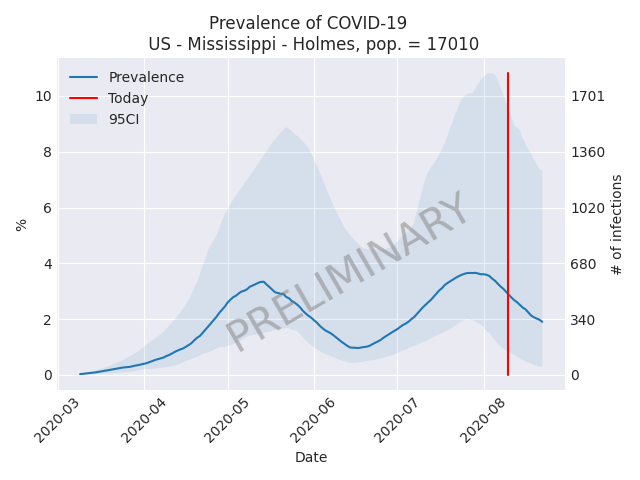 Prevalence of COVID-19
US - Mississippi - Holmes, pop. = 17010
Prevalence
Today
95CI
PRELIMINARY
%
10
8
6
4
2
0
1701
1360
1020
680
340
0
# of infections
2020-03
2020-04
2020-05
2020-06
2020-07
2020-08
Date